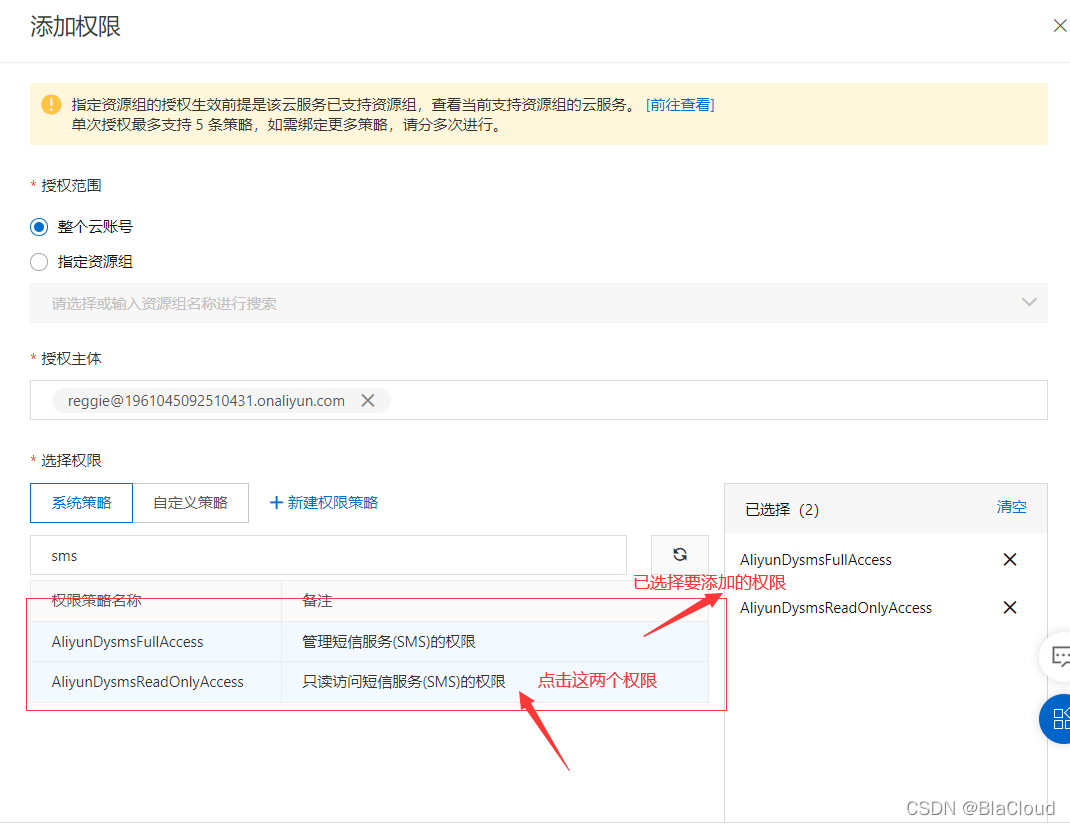 添加权限
指定资源组的授权生效前提是该云服务已支持资源组，查看当前支持资源组的云服务。 [前往查看]
单次授权最多支持 5 条策略，如需绑定更多策略，请分多次进行。
* 授权范围
整个云账号
指定资源组
请选择或输入资源组名称进行搜索
* 授权主体
reggie@1961045092510431.onaliyun.com
* 选择权限
系统策略 自定义策略 + 新建权限策略
sms
权限策略名称 备注
AliyunDysmsFullAccess 管理短信服务(SMS)的权限
AliyunDysmsReadOnlyAccess 只读访问短信服务(SMS)的权限
点击这两个权限
已选择 (2) 清空
AliyunDysmsFullAccess
已选择要添加的权限
AliyunDysmsReadOnlyAccess
CSDN @BlaCloud